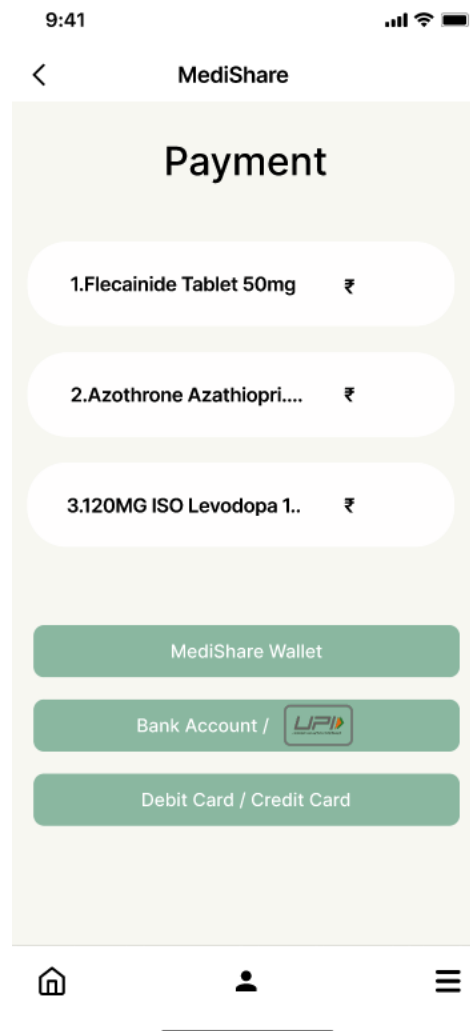 9:41
MediShare
Payment
1.Flecainide Tablet 50mg ₹
2.Azothrone Azathiopri.... ₹
3.120MG ISO Levodopa 1.. ₹
MediShare Wallet
Bank Account / UPI
Debit Card / Credit Card